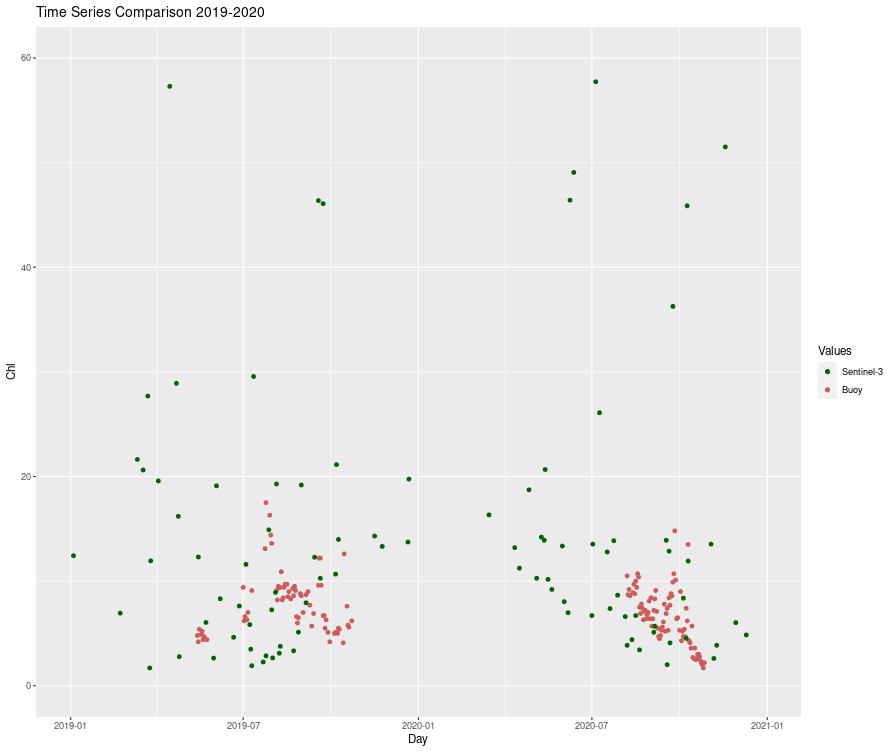 Time Series Comparison 2019-2020
60
40
20
0
Chl
2019-01
2019-07
2020-01
2020-07
2021-01
Day
Values
Sentinel-3
Buoy